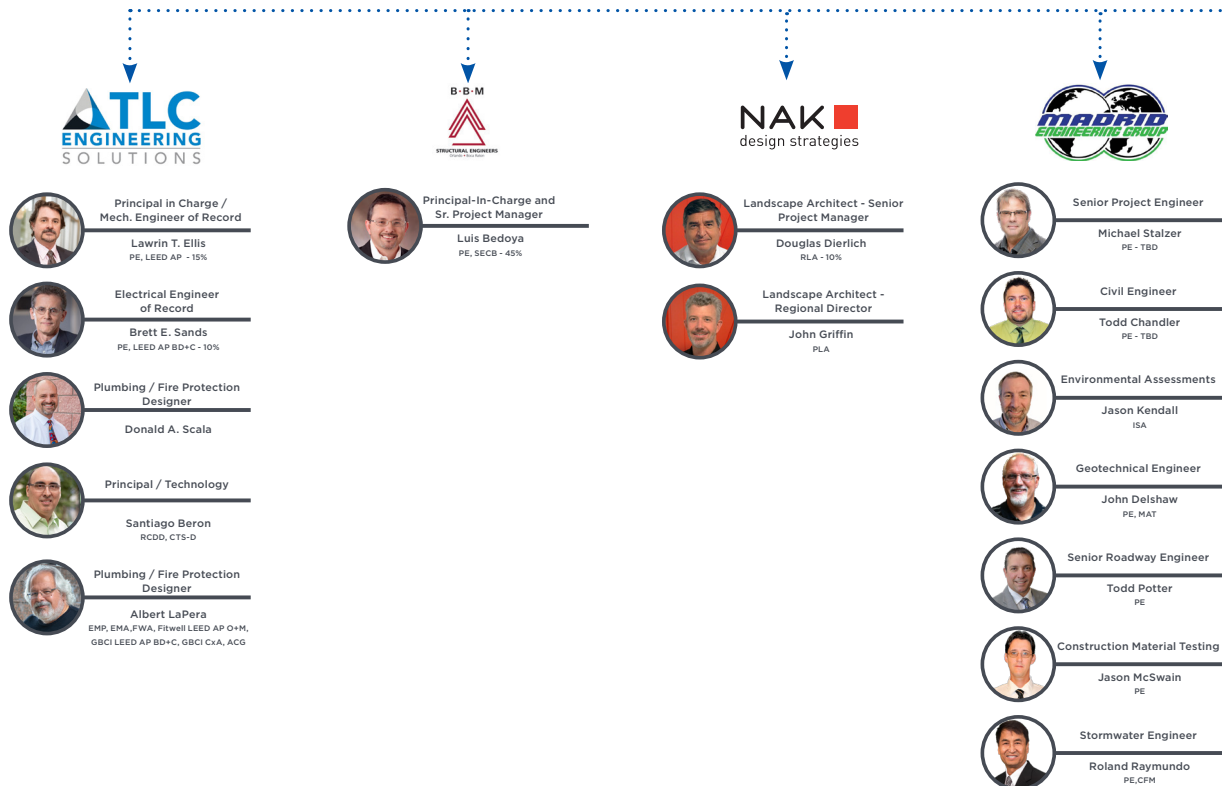 TLC
ENGINEERING
SOLUTIONS
Principal in Charge /
Mech. Engineer of Record
Lawrin T. Ellis
PE, LEED AP - 15%
Electrical Engineer
of Record
Brett E. Sands
PE, LEED AP BD+C - 10%
Plumbing / Fire Protection
Designer
Donald A. Scala
Principal / Technology
Santiago Beron
RCDD, CTS-D
Plumbing / Fire Protection
Designer
Albert LaPera
EMP, EMA,FWA, Fitwell LEED AP O+M,
GBCI LEED AP BD+C, GBCI CxA, ACG
B·B·M
STRUCTURAL ENGINEERS
Orlando • Boca Raton
Principal-In-Charge and
Sr. Project Manager
Luis Bedoya
PE, SECB - 45%
NAK
design strategies
Landscape Architect - Senior
Project Manager
Douglas Dierlich
RLA - 10%
Landscape Architect -
Regional Director
John Griffin
PLA
MADRID
ENGINEERING GROUP
Senior Project Engineer
Michael Stalzer
PE - TBD
Civil Engineer
Todd Chandler
PE - TBD
Environmental Assessments
Jason Kendall
ISA
Geotechnical Engineer
John Delshaw
PE, MAT
Senior Roadway Engineer
Todd Potter
PE
Construction Material Testing
Jason McSwain
PE
Stormwater Engineer
Roland Raymundo
PE,CFM